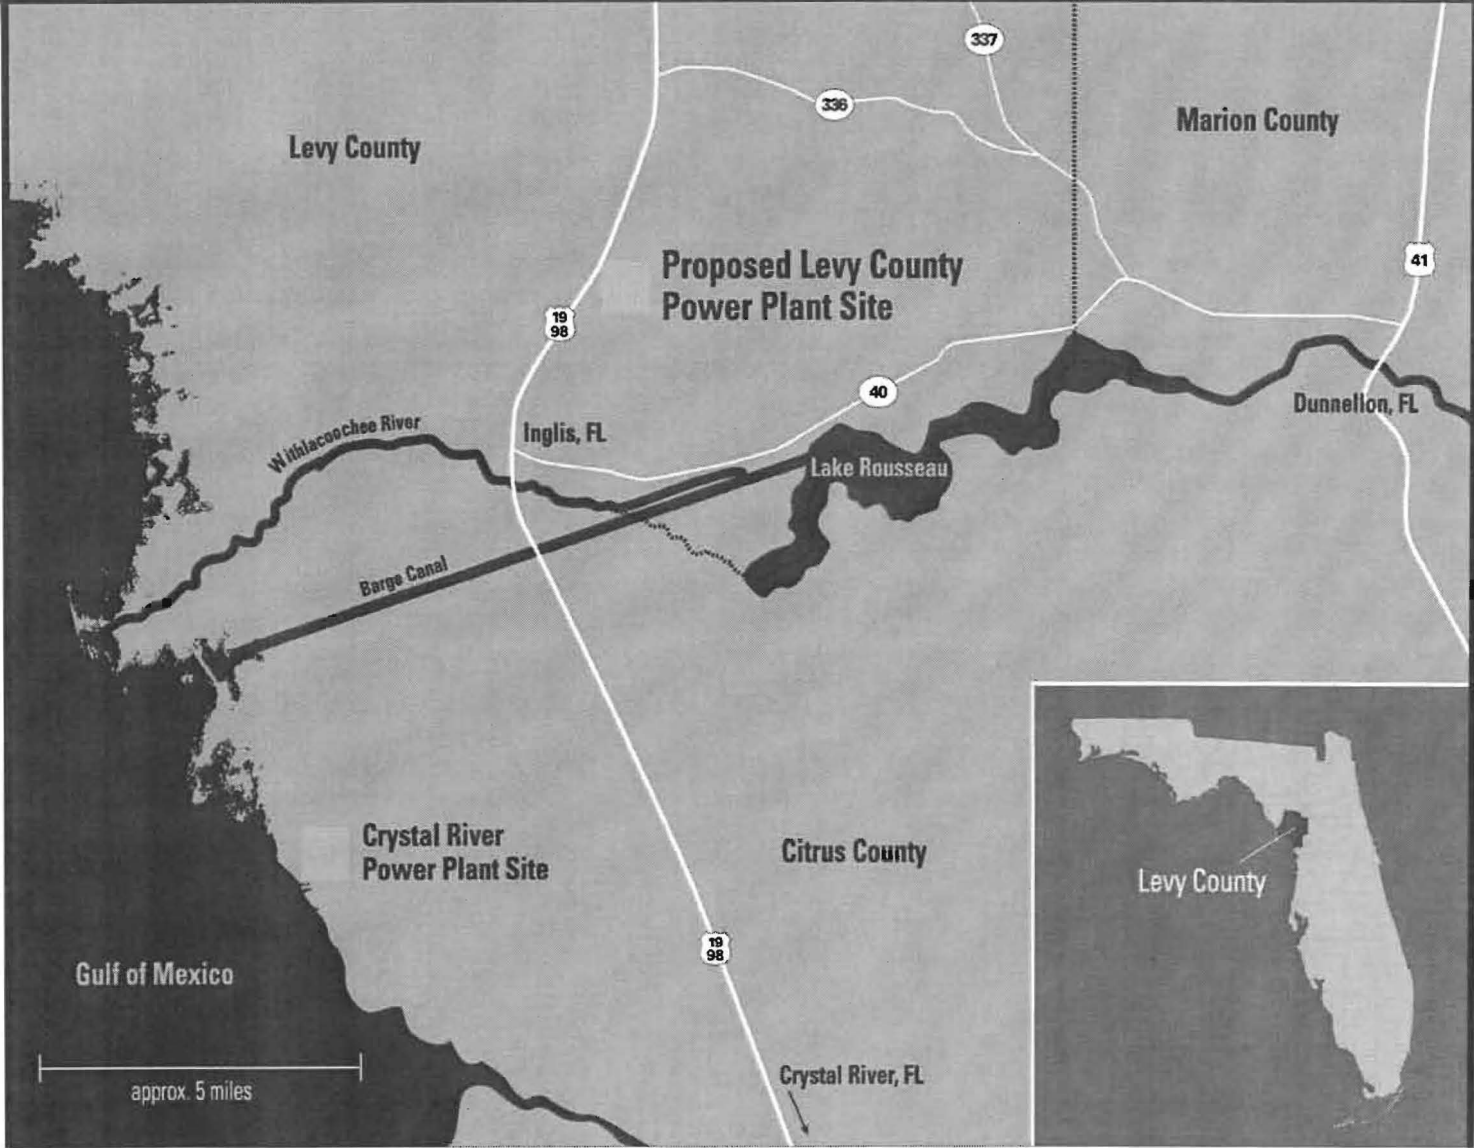 337
336
Marion County
Levy County
Proposed Levy County
Power Plant Site
41
19
98
40
Dunnellon, FL
Withlacoochee River
Inglis, FL
Lake Rousseau
Barge Canal
Crystal River
Power Plant Site
Citrus County
Levy County
19
98
Gulf of Mexico
Crystal River, FL
approx. 5 miles